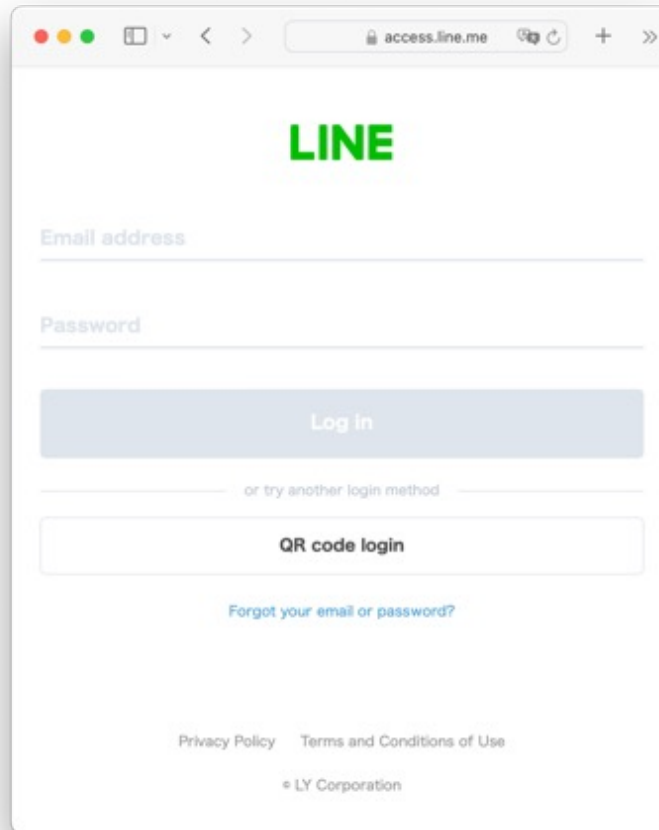 access.line.me
LINE
Email address
Password
Log in
or try another login method
QR code login
Forgot your email or password?
Privacy Policy Terms and Conditions of Use
© LY Corporation